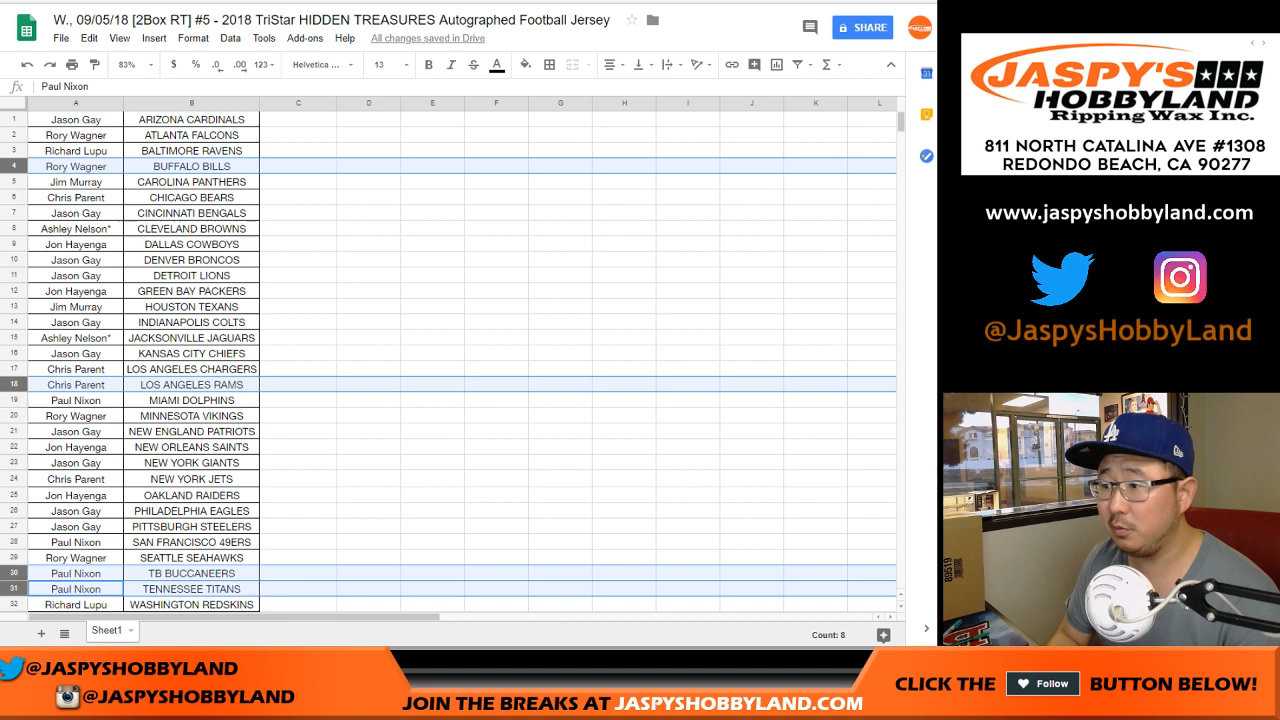 W., 09/05/18 [2Box RT] #5 - 2018 TriStar HIDDEN TREASURES Autographed Football Jersey
File Edit View Insert Format Data Tools Add-ons Help All changes saved in Drive
SHARE
83% $ % .0 .00 123 Helvetica ... 13 B I S A
fx Paul Nixon
A B C D E F G H I J K L
1 Jason Gay ARIZONA CARDINALS
2 Rory Wagner ATLANTA FALCONS
3 Richard Lupu BALTIMORE RAVENS
4 Rory Wagner BUFFALO BILLS
5 Jim Murray CAROLINA PANTHERS
6 Chris Parent CHICAGO BEARS
7 Jason Gay CINCINNATI BENGALS
8 Ashley Nelson* CLEVELAND BROWNS
9 Jon Hayenga DALLAS COWBOYS
10 Jason Gay DENVER BRONCOS
11 Jason Gay DETROIT LIONS
12 Jon Hayenga GREEN BAY PACKERS
13 Jim Murray HOUSTON TEXANS
14 Jason Gay INDIANAPOLIS COLTS
15 Ashley Nelson* JACKSONVILLE JAGUARS
16 Jason Gay KANSAS CITY CHIEFS
17 Chris Parent LOS ANGELES CHARGERS
18 Chris Parent LOS ANGELES RAMS
19 Paul Nixon MIAMI DOLPHINS
20 Rory Wagner MINNESOTA VIKINGS
21 Jason Gay NEW ENGLAND PATRIOTS
22 Jon Hayenga NEW ORLEANS SAINTS
23 Jason Gay NEW YORK GIANTS
24 Chris Parent NEW YORK JETS
25 Jon Hayenga OAKLAND RAIDERS
26 Jason Gay PHILADELPHIA EAGLES
27 Jason Gay PITTSBURGH STEELERS
28 Paul Nixon SAN FRANCISCO 49ERS
29 Rory Wagner SEATTLE SEAHAWKS
30 Paul Nixon TB BUCCANEERS
31 Paul Nixon TENNESSEE TITANS
32 Richard Lupu WASHINGTON REDSKINS
Sheet1
Count: 8
JASPY'S
HOBBYLAND
Ripping Wax Inc.
811 NORTH CATALINA AVE #1308
REDONDO BEACH, CA 90277
www.jaspyshobbyland.com
@JaspysHobbyLand
LA
@JASPYSHOBBYLAND
@JASPYSHOBBYLAND
JOIN THE BREAKS AT JASPYSHOBBYLAND.COM
CLICK THE Follow BUTTON BELOW!